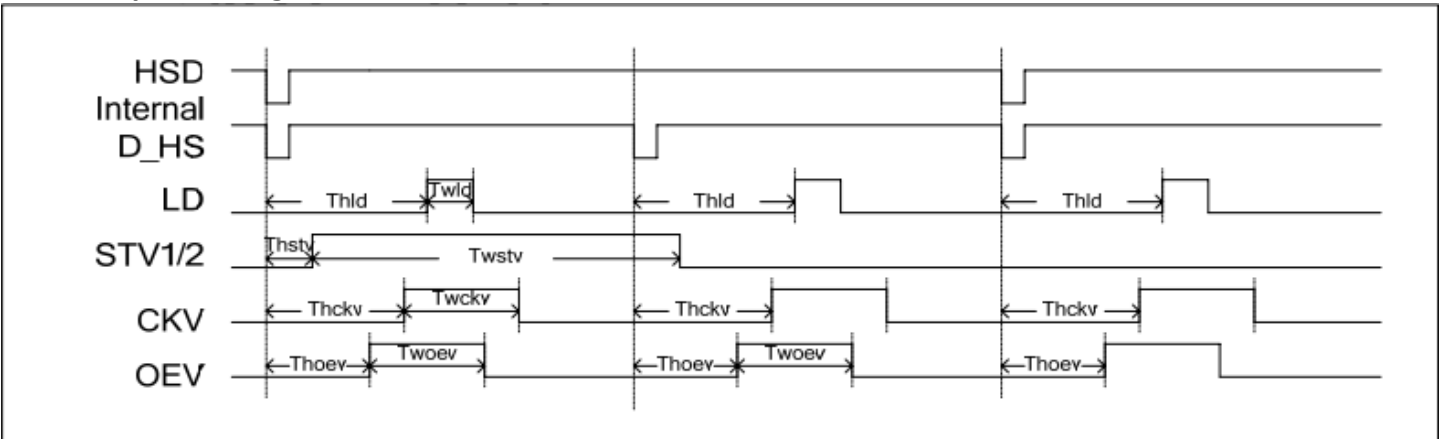 HSD
Internal
D_HS
LD Thld Twld Thld Thld
STV1/2 Thstv Twstv
CKV Thckv Twckv Thckv Thckv
OEV Thoev Twoev Thoev Twoev Thoev